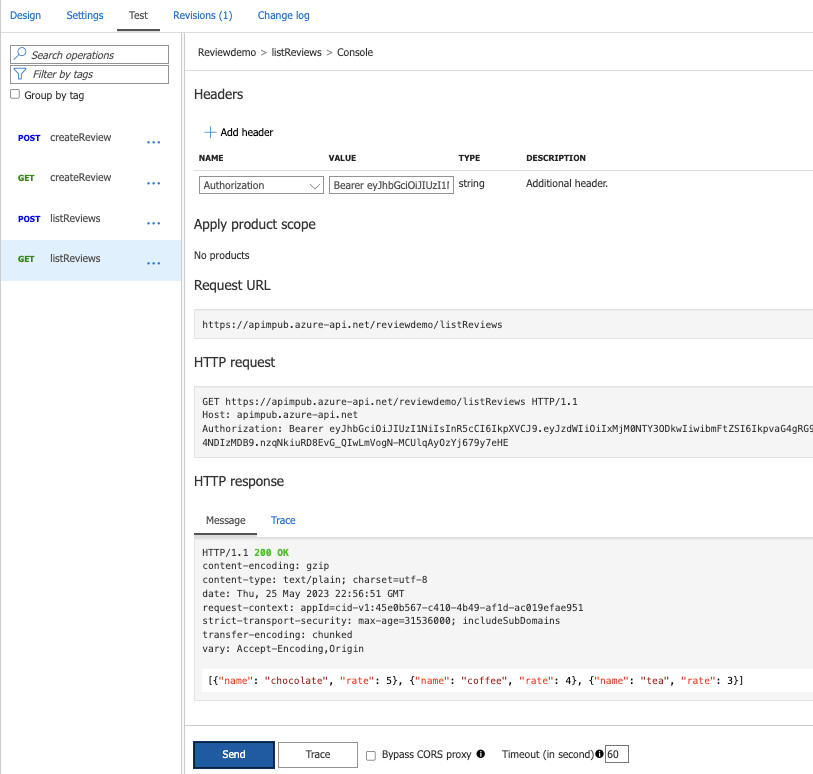 Design Settings Test Revisions (1) Change log
Search operations
Filter by tags
Group by tag
POST createReview ...
GET createReview ...
POST listReviews ...
GET listReviews ...
Reviewdemo > listReviews > Console
Headers
Add header
NAME VALUE TYPE DESCRIPTION
Authorization Bearer eyJhbGciOiJIUzI1 string Additional header.
Apply product scope
No products
Request URL
https://apimpub.azure-api.net/reviewdemo/listReviews
HTTP request
GET https://apimpub.azure-api.net/reviewdemo/listReviews HTTP/1.1
Host: apimpub.azure-api.net
Authorization: Bearer eyJhbGciOiJIUzI1NiIsInR5cCI6IkpXVCJ9.eyJzdWIiOiIxMjM0NTY3ODkwIiwibmFtZSI6IkpvaG4gRG9
4NDIzMDB9.nzqNkiuRD8EvG_QIwLmVogN-MCUlqAyOzYj679y7eHE
HTTP response
Message Trace
HTTP/1.1 200 OK
content-encoding: gzip
content-type: text/plain; charset=utf-8
date: Thu, 25 May 2023 22:56:51 GMT
request-context: appId=cid-v1:45e0b567-c410-4b49-af1d-ac019efae951
strict-transport-security: max-age=31536000; includeSubDomains
transfer-encoding: chunked
vary: Accept-Encoding,Origin
[{"name": "chocolate", "rate": 5}, {"name": "coffee", "rate": 4}, {"name": "tea", "rate": 3}]
Send Trace Bypass CORS proxy Timeout (in second) 60